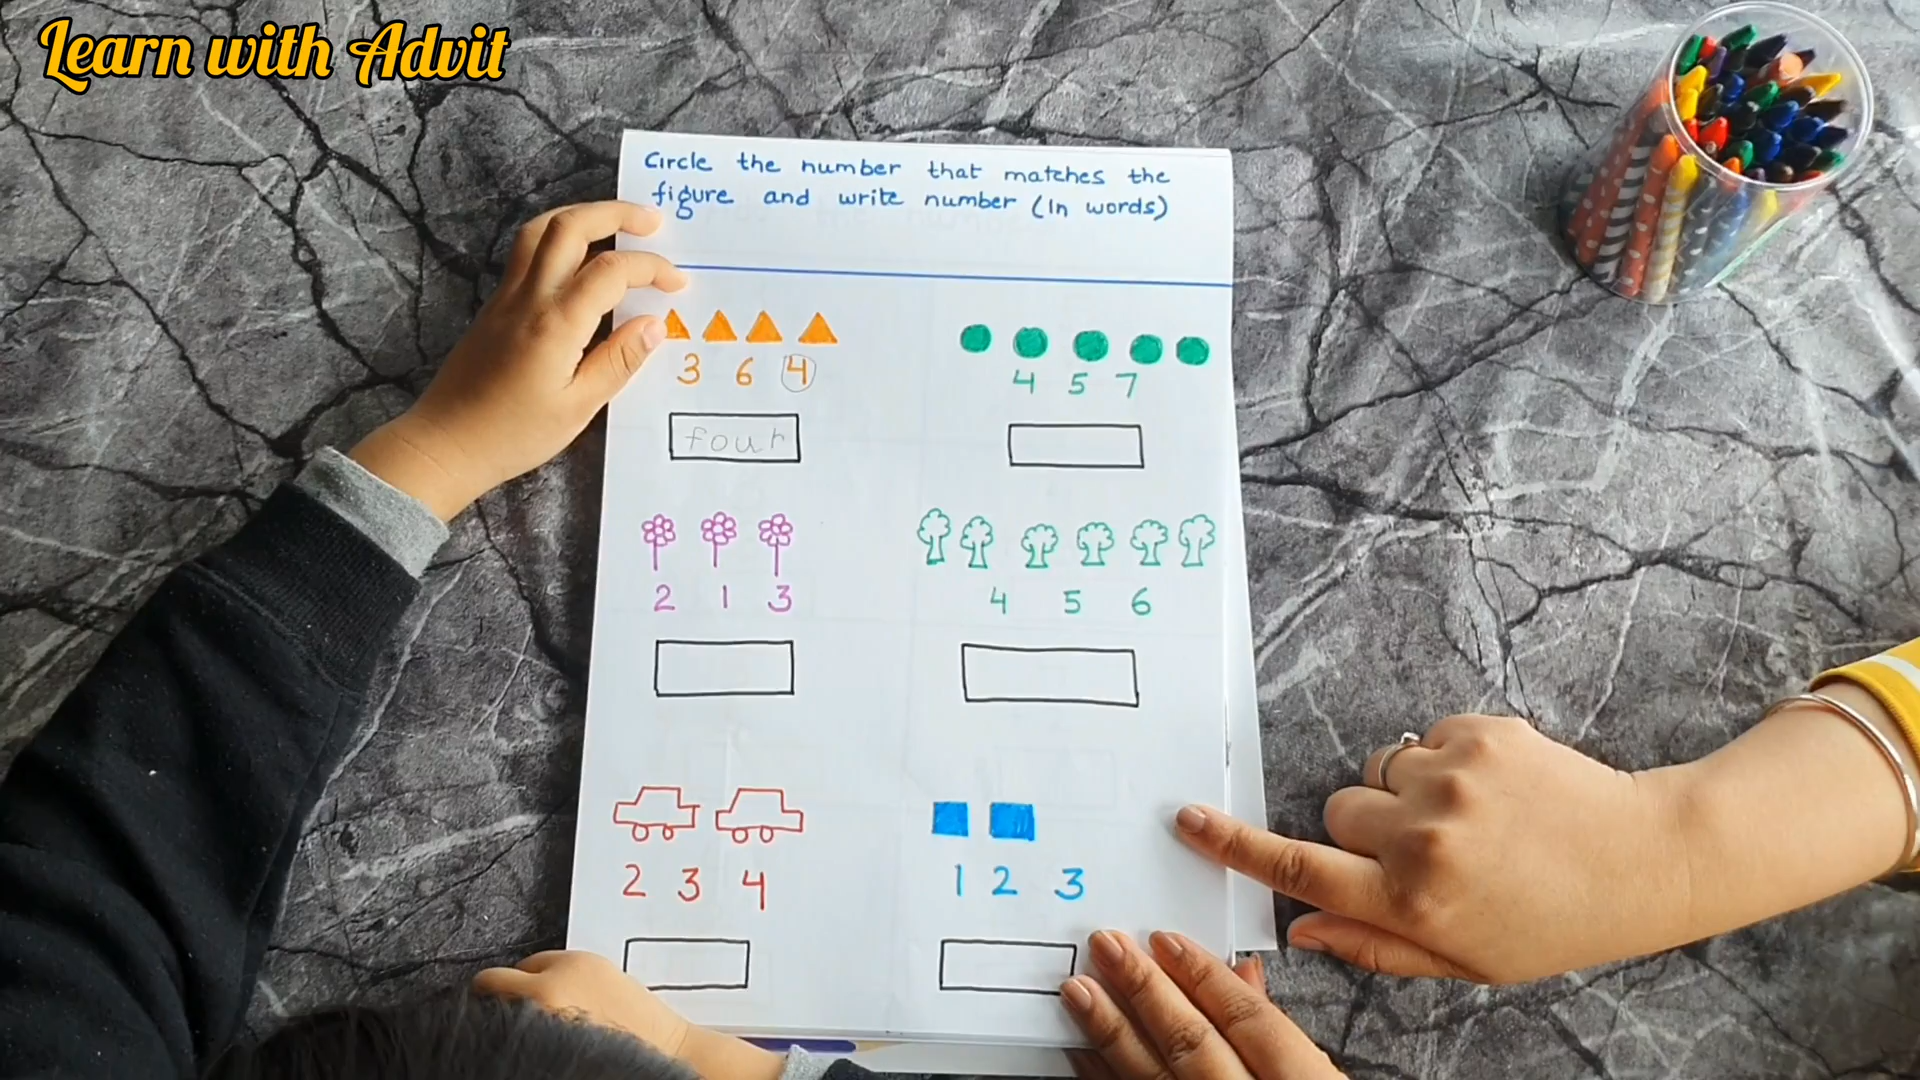 Learn with Advit
Circle the number that matches the
figure and write number (In words)
3 6 4
four
4 5 7
2 1 3
4 5 6
2 3 4
1 2 3